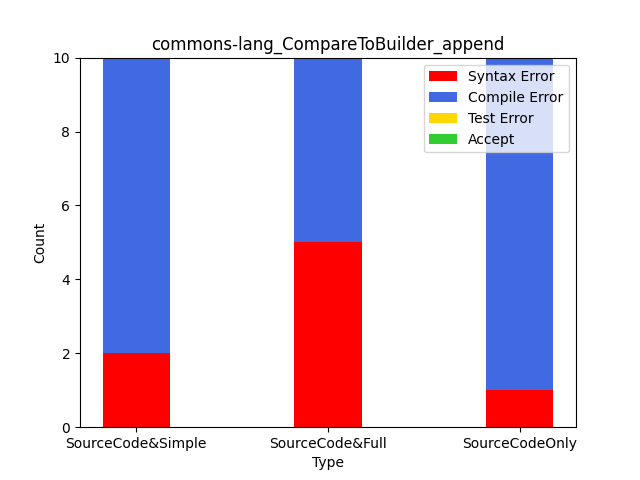 commons-lang_CompareToBuilder_append
10
8
6
4
2
0
Count
Syntax Error
Compile Error
Test Error
Accept
SourceCode&Simple
SourceCode&Full
SourceCodeOnly
Type